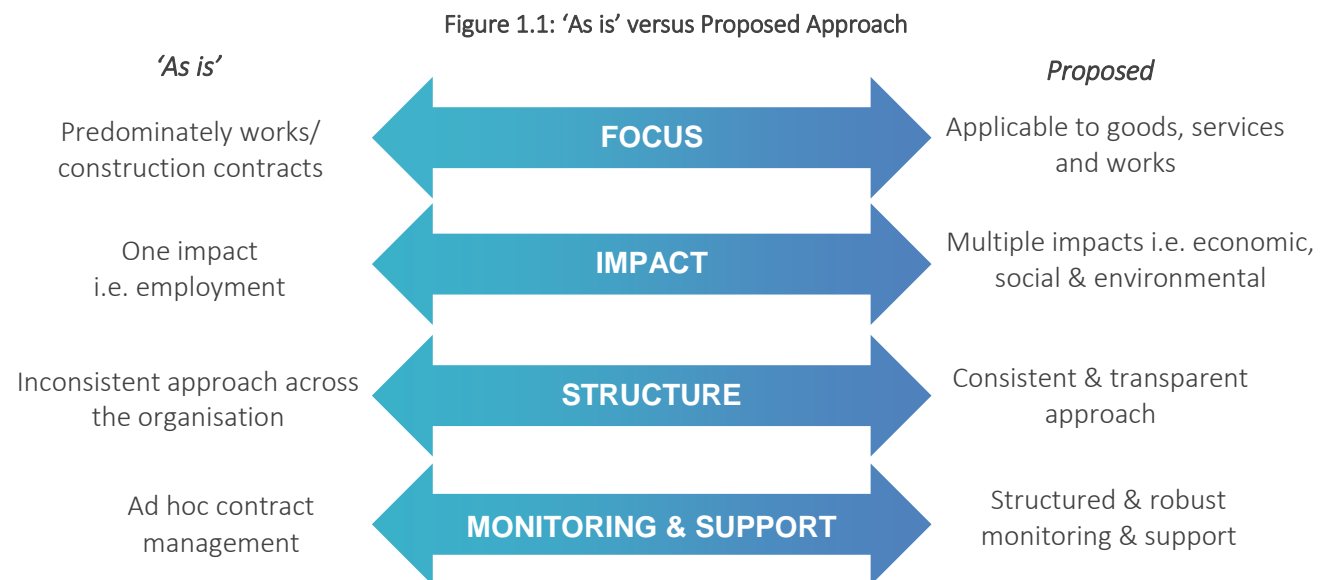 Figure 1.1: ‘As is’ versus Proposed Approach
‘As is’
Proposed
Predominately works/
construction contracts
FOCUS
Applicable to goods, services
and works
One impact
i.e. employment
IMPACT
Multiple impacts i.e. economic,
social & environmental
Inconsistent approach across
the organisation
STRUCTURE
Consistent & transparent
approach
Ad hoc contract
management
MONITORING & SUPPORT
Structured & robust
monitoring & support